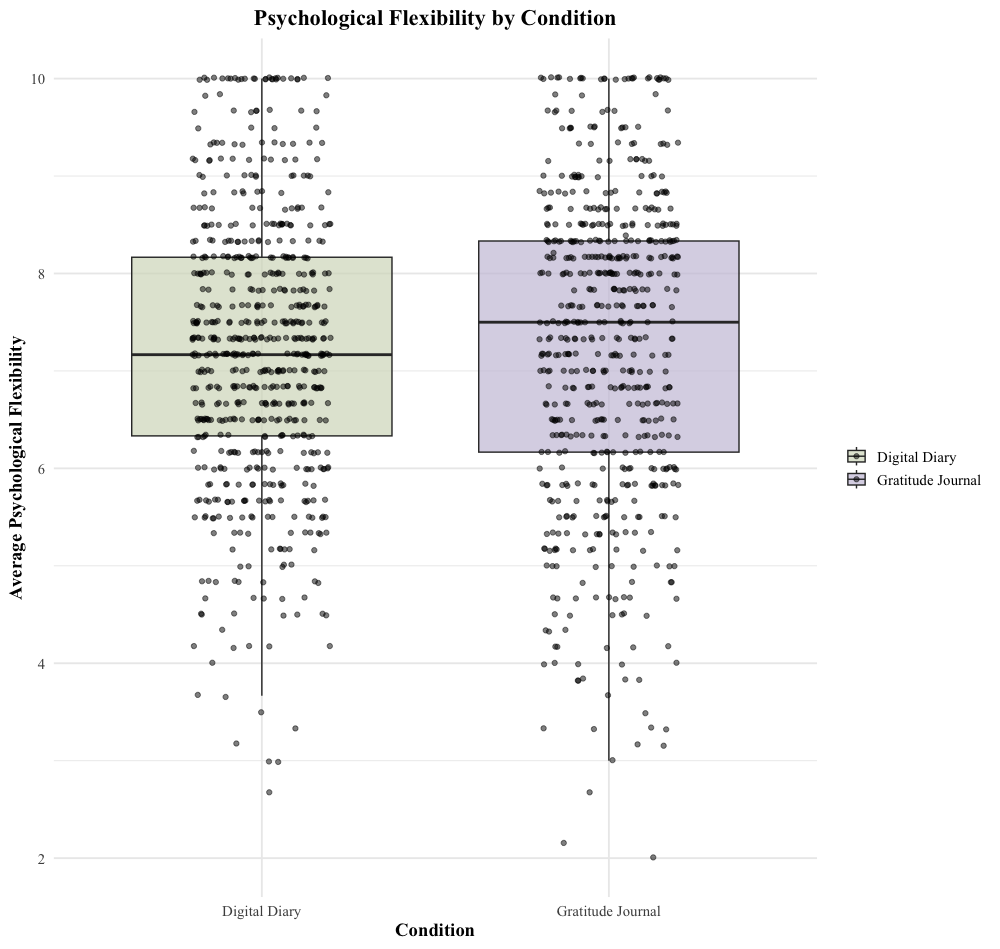 Psychological Flexibility by Condition
Average Psychological Flexibility
10
8
6
4
2
Digital Diary
Gratitude Journal
Condition
Digital Diary
Gratitude Journal